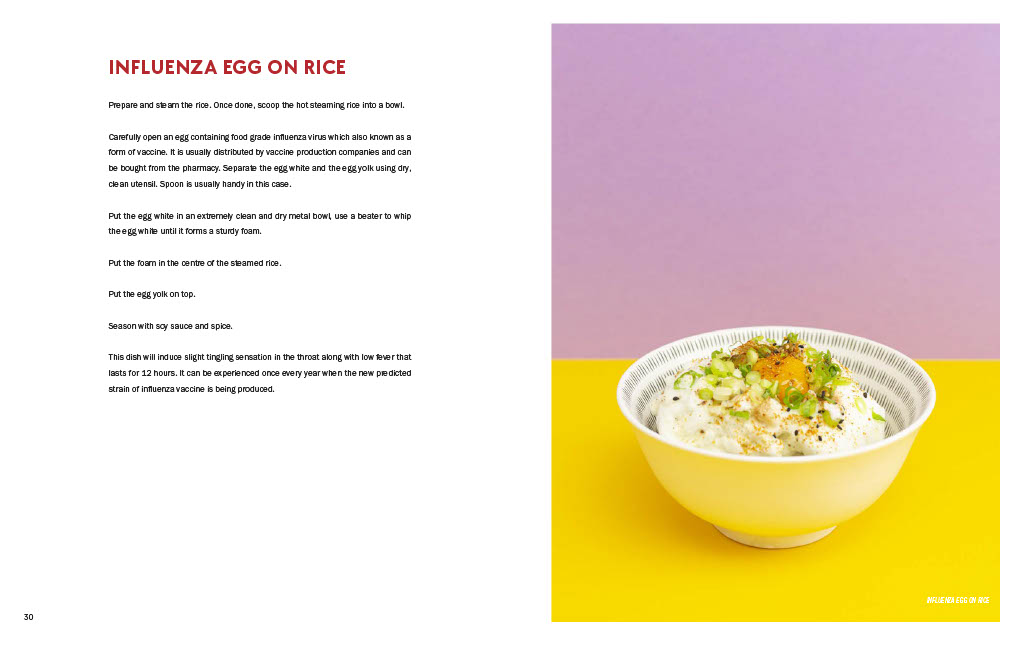 INFLUENZA EGG ON RICE
Prepare and steam the rice. Once done, scoop the hot steaming rice into a bowl.
Carefully open an egg containing food grade influenza virus which also known as a
form of vaccine. It is usually distributed by vaccine production companies and can
be bought from the pharmacy. Separate the egg white and the egg yolk using dry,
clean utensil. Spoon is usually handy in this case.
Put the egg white in an extremely clean and dry metal bowl, use a beater to whip
the egg white until it forms a sturdy foam.
Put the foam in the centre of the steamed rice.
Put the egg yolk on top.
Season with soy sauce and spice.
This dish will induce slight tingling sensation in the throat along with low fever that
lasts for 12 hours. It can be experienced once every year when the new predicted
strain of influenza vaccine is being produced.
30
INFLUENZA EGG ON RICE